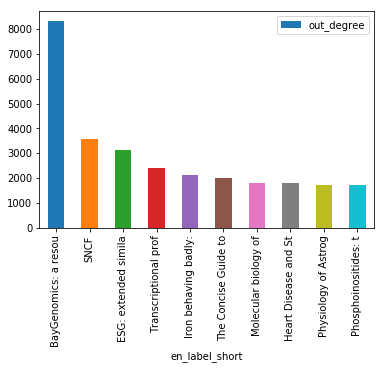 out_degree
8000
7000
6000
5000
4000
3000
2000
1000
0
BayGenomics: a resou
SNCF
ESG: extended simila
Transcriptional prof
Iron behaving badly:
The Concise Guide to
Molecular biology of
Heart Disease and St
Physiology of Astrog
Phosphoinositides: t
en_label_short